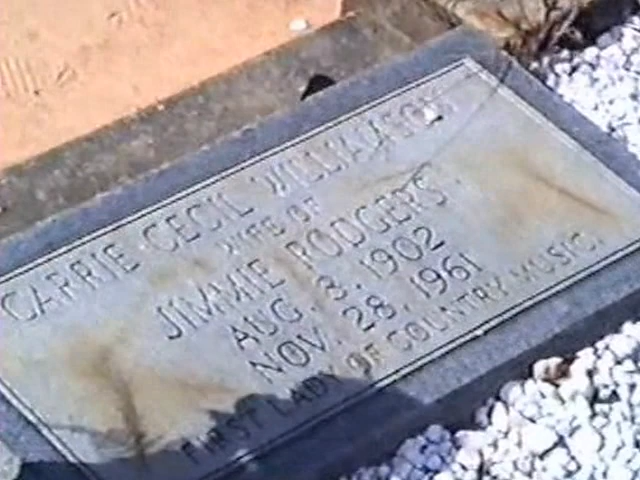 CARRIE CECIL WILLIAMSON
WIFE OF
JIMMIE RODGERS
AUG. 8, 1902
NOV. 28, 1961
FIRST LADY OF COUNTRY MUSIC.